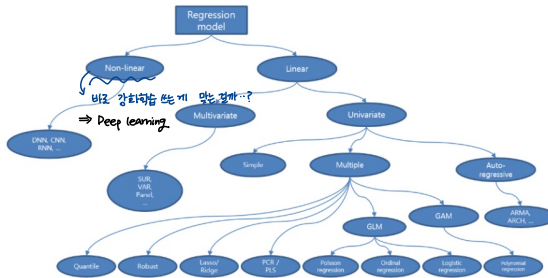 Regression
model
Non-linear
Linear
바로 강화학습 쓰는게 맞는걸까..?
⇒ Deep learning
Multivariate
Univariate
DNN, CNN,
RNN, ...
SUR,
VAR,
Panel,
...
Simple
Multiple
Auto-
regressive
GLM
GAM
ARMA,
ARCH, ...
Quantile
Robust
Lasso/
Ridge
PCR /
PLS
Poisson
regression
Ordinal
regression
Logistic
regression
Polynomial
regression